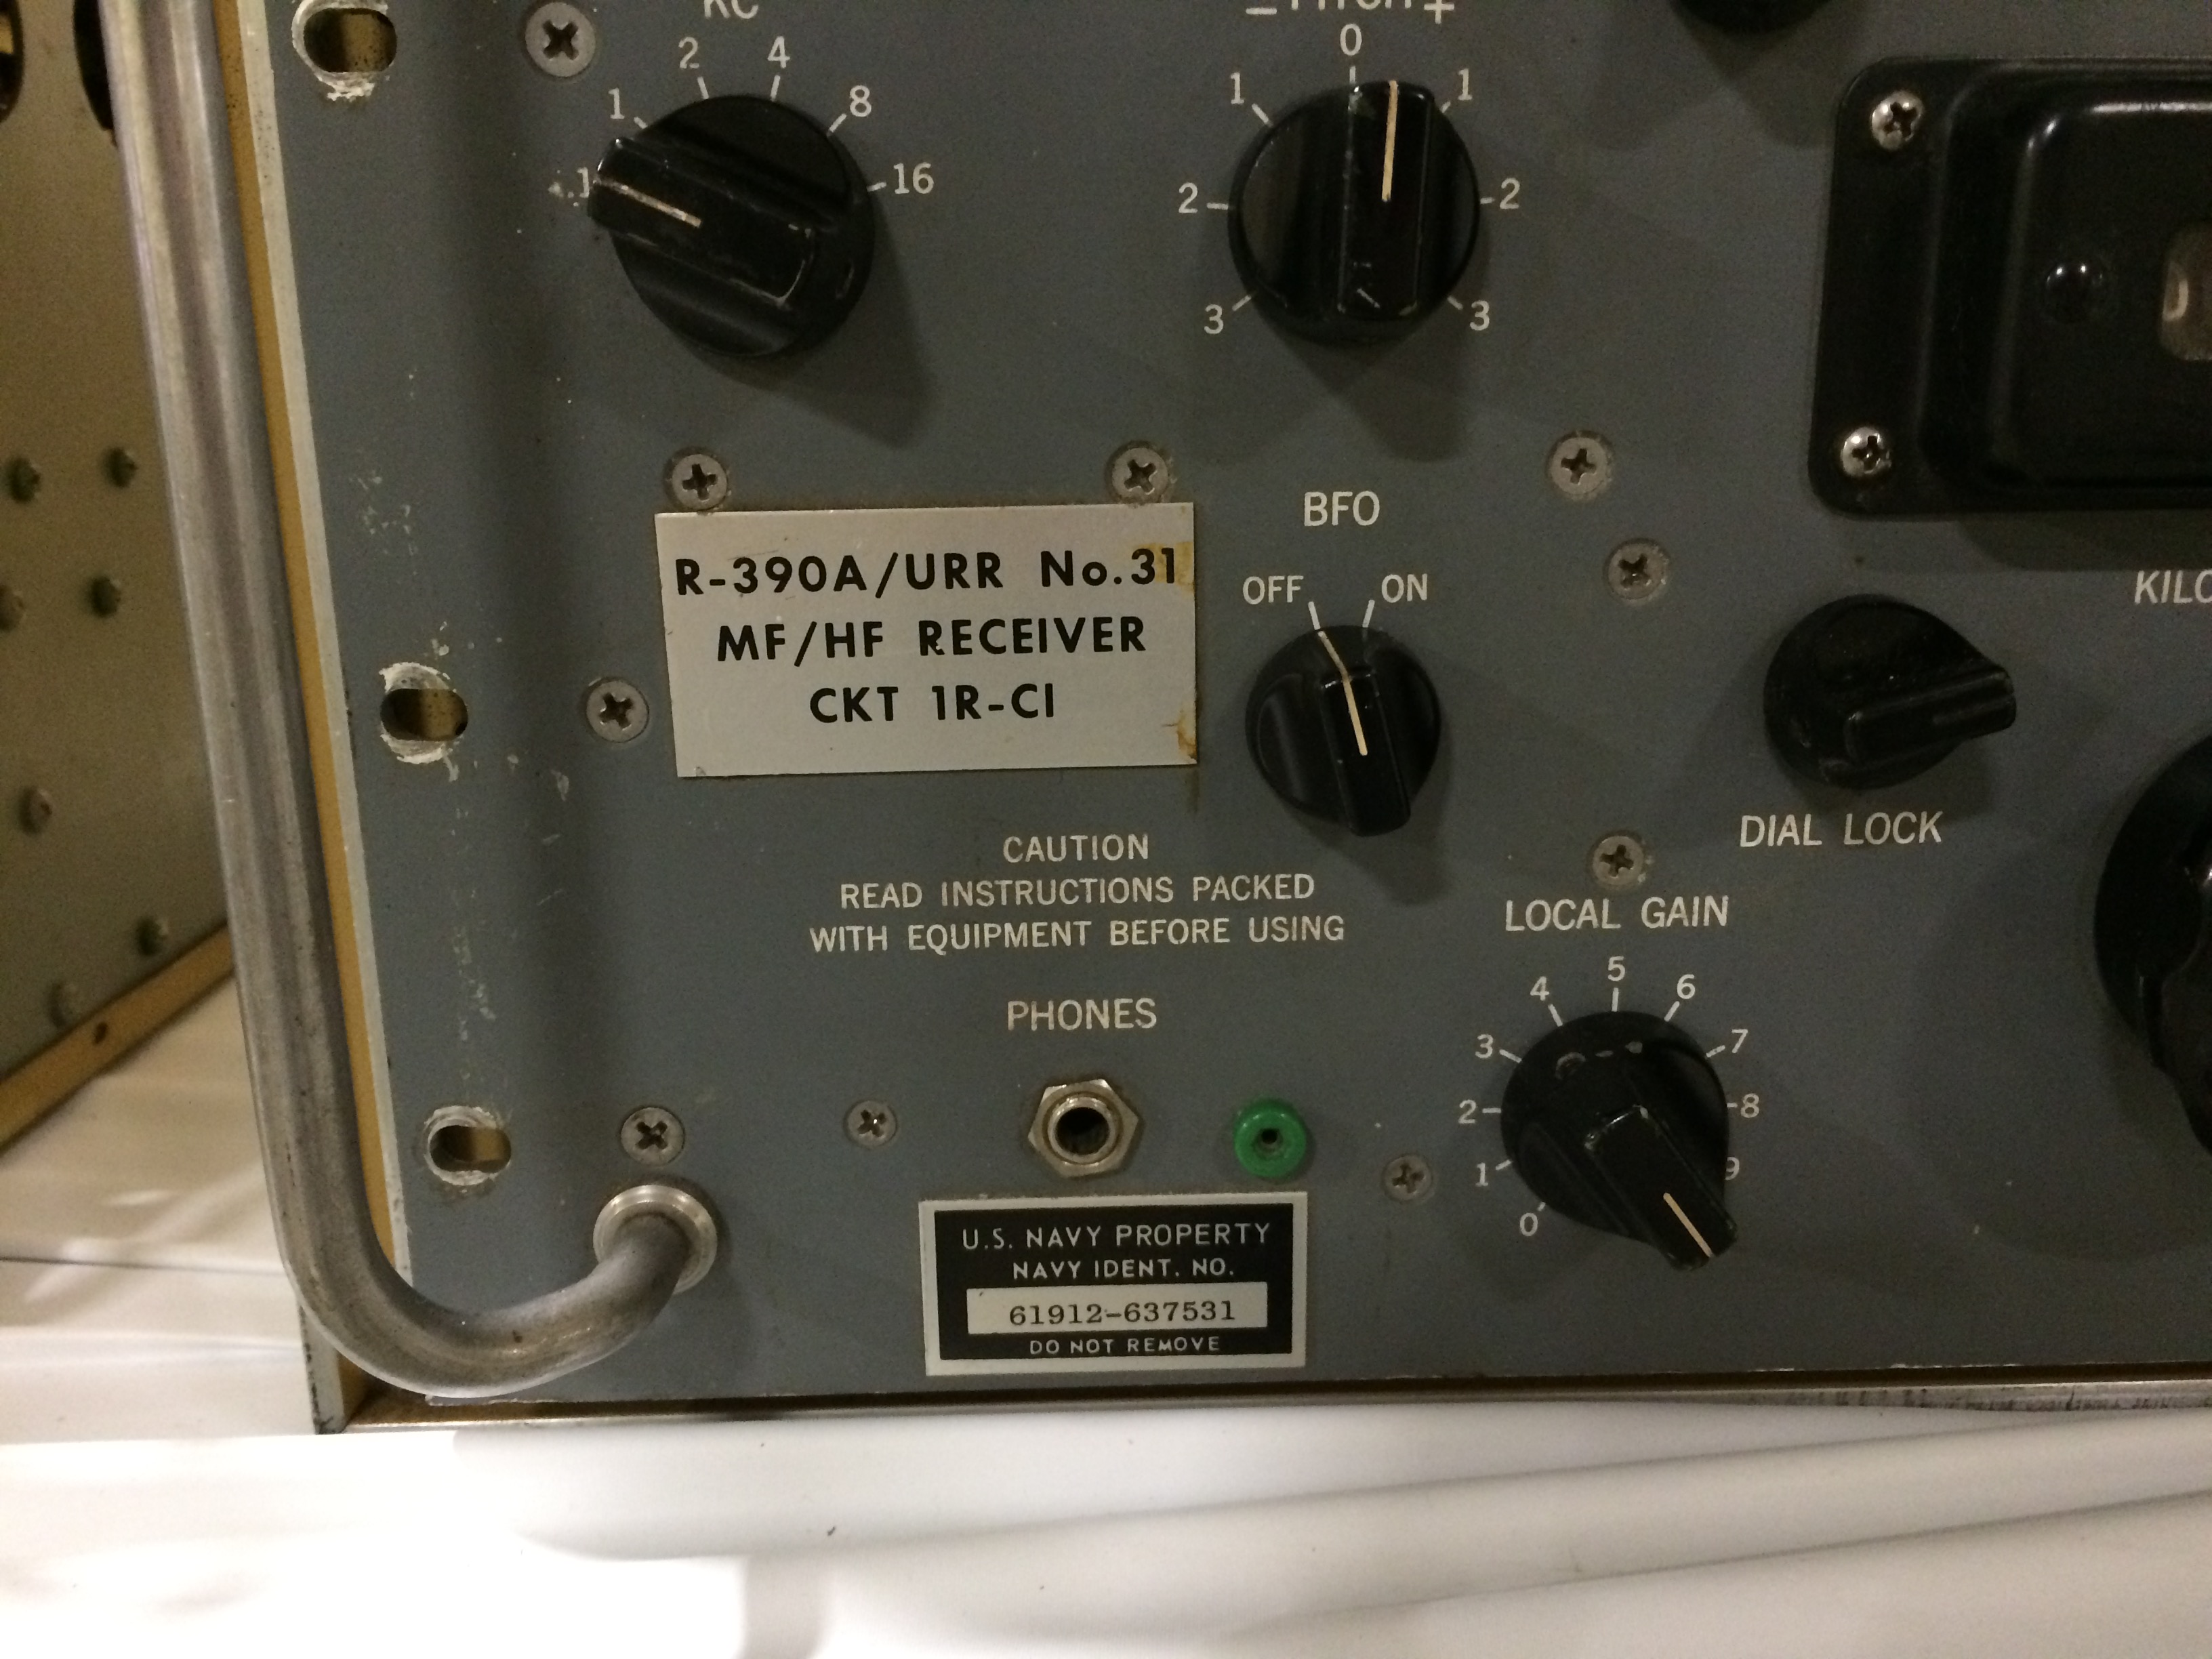 KC
2 4
1 8
.1 16
- PITCH +
0
1 1
2 2
3 3
R-390A/URR No.31
MF/HF RECEIVER
CKT 1R-C1
BFO
OFF ON
DIAL LOCK
CAUTION
READ INSTRUCTIONS PACKED
WITH EQUIPMENT BEFORE USING
LOCAL GAIN
0 1 2 3 4 5 6 7 8 9
PHONES
U.S. NAVY PROPERTY
NAVY IDENT. NO.
61912-637531
DO NOT REMOVE